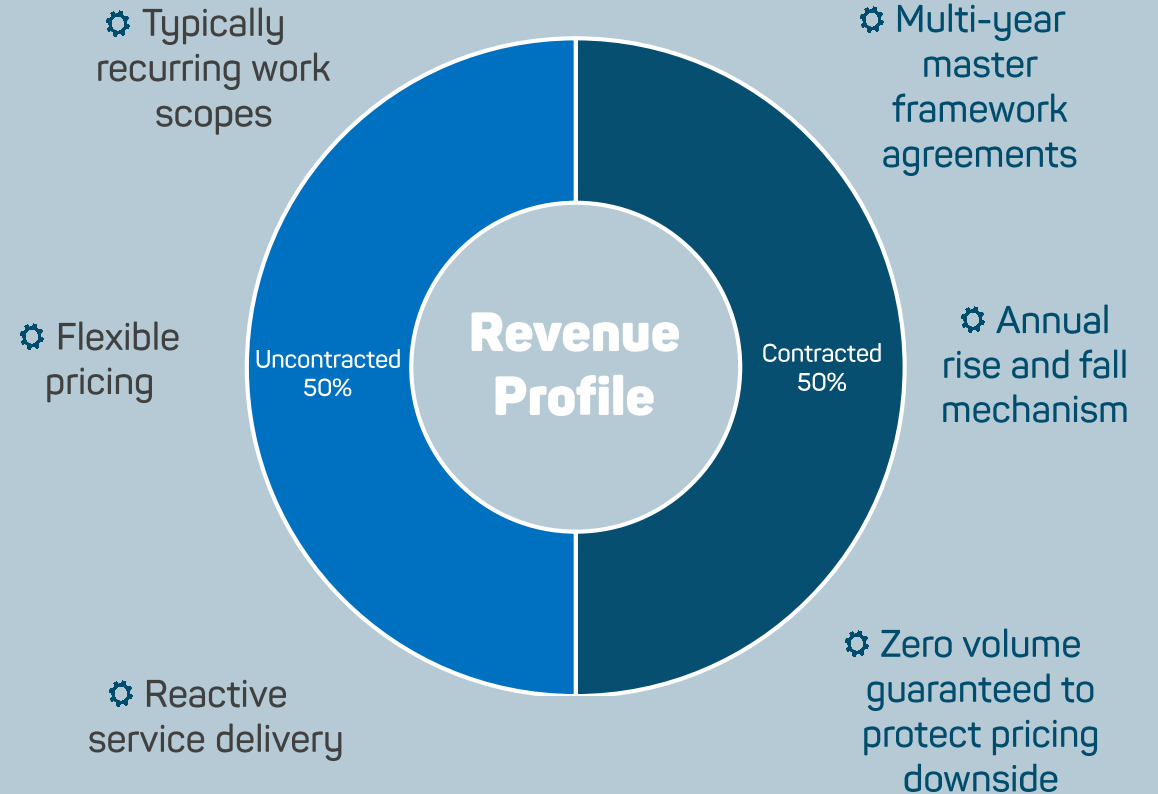 Typically
recurring work
scopes
Multi-year
master
framework
agreements
Flexible
pricing
Uncontracted
50%
Revenue
Profile
Contracted
50%
Annual
rise and fall
mechanism
Reactive
service delivery
Zero volume
guaranteed to
protect pricing
downside